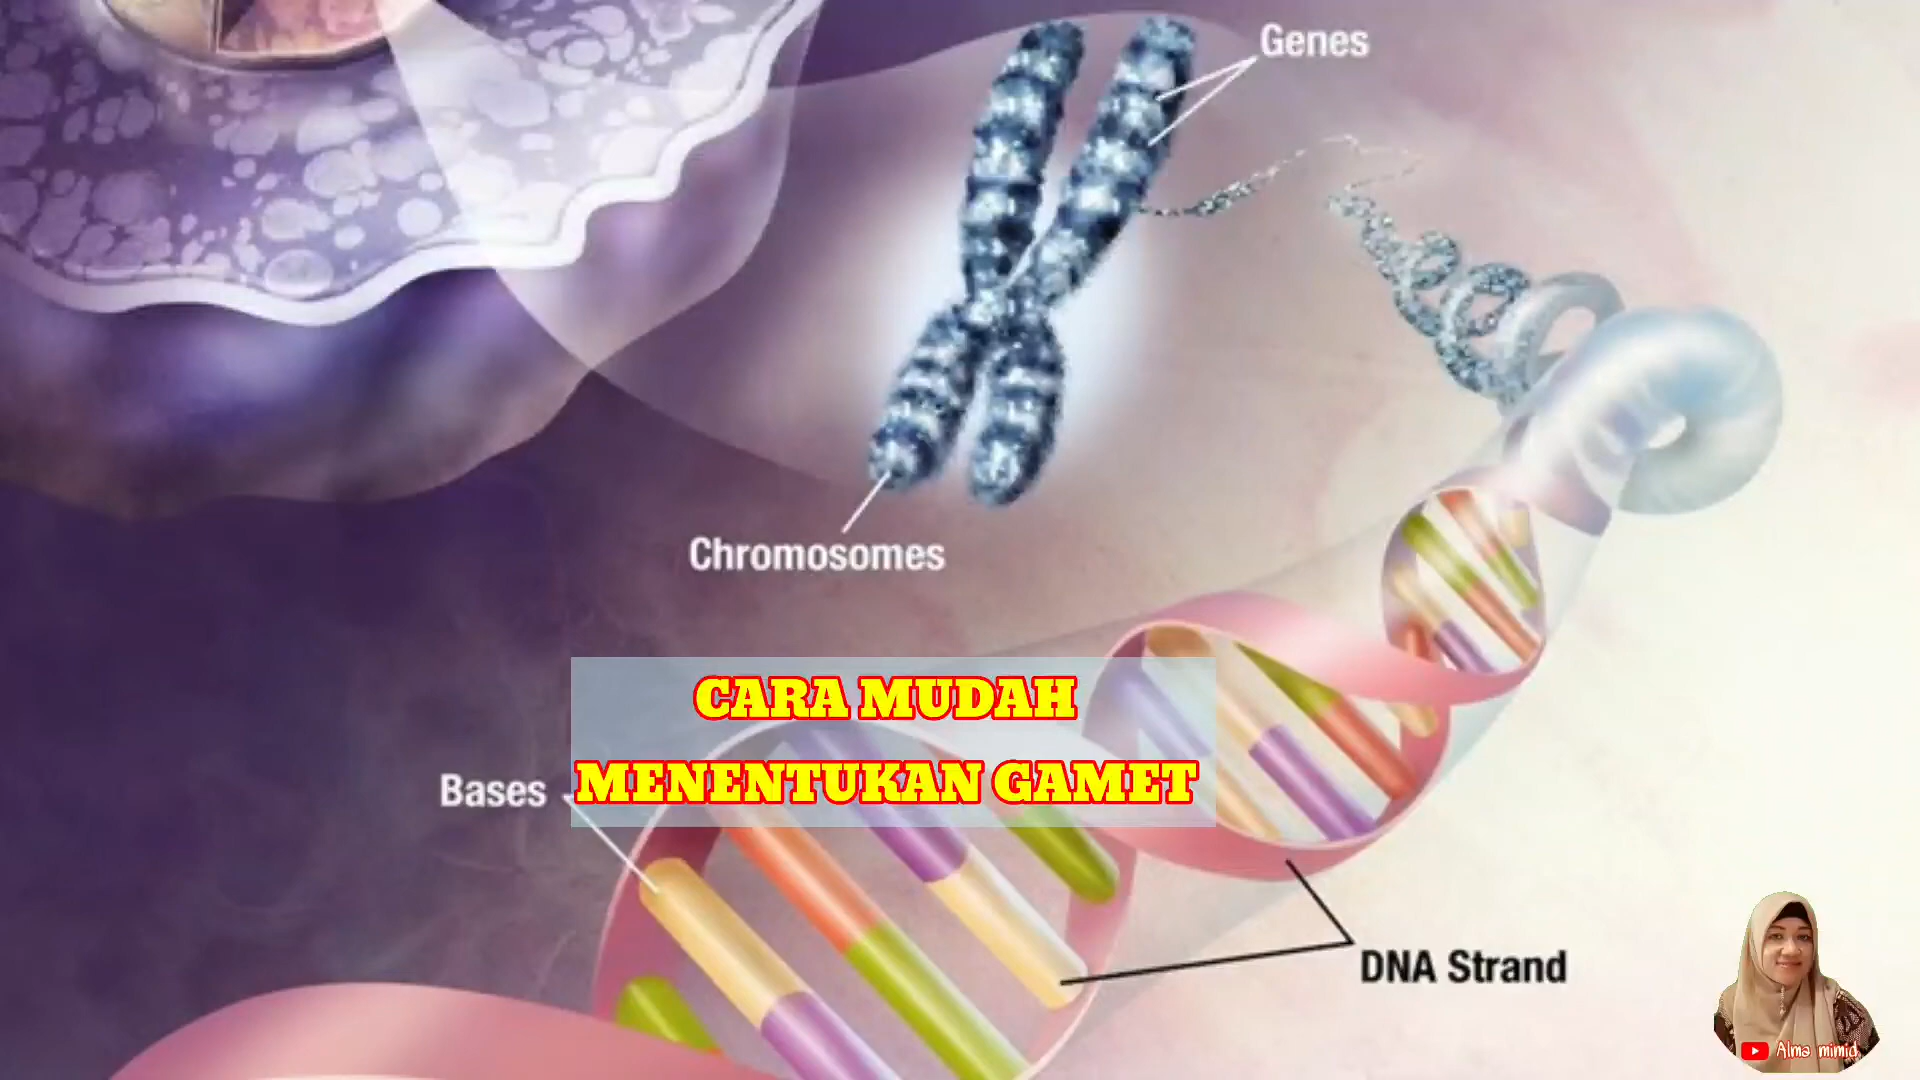 Genes
Chromosomes
CARA MUDAH
MENENTUKAN GAMET
Bases
DNA Strand
Alma mimid